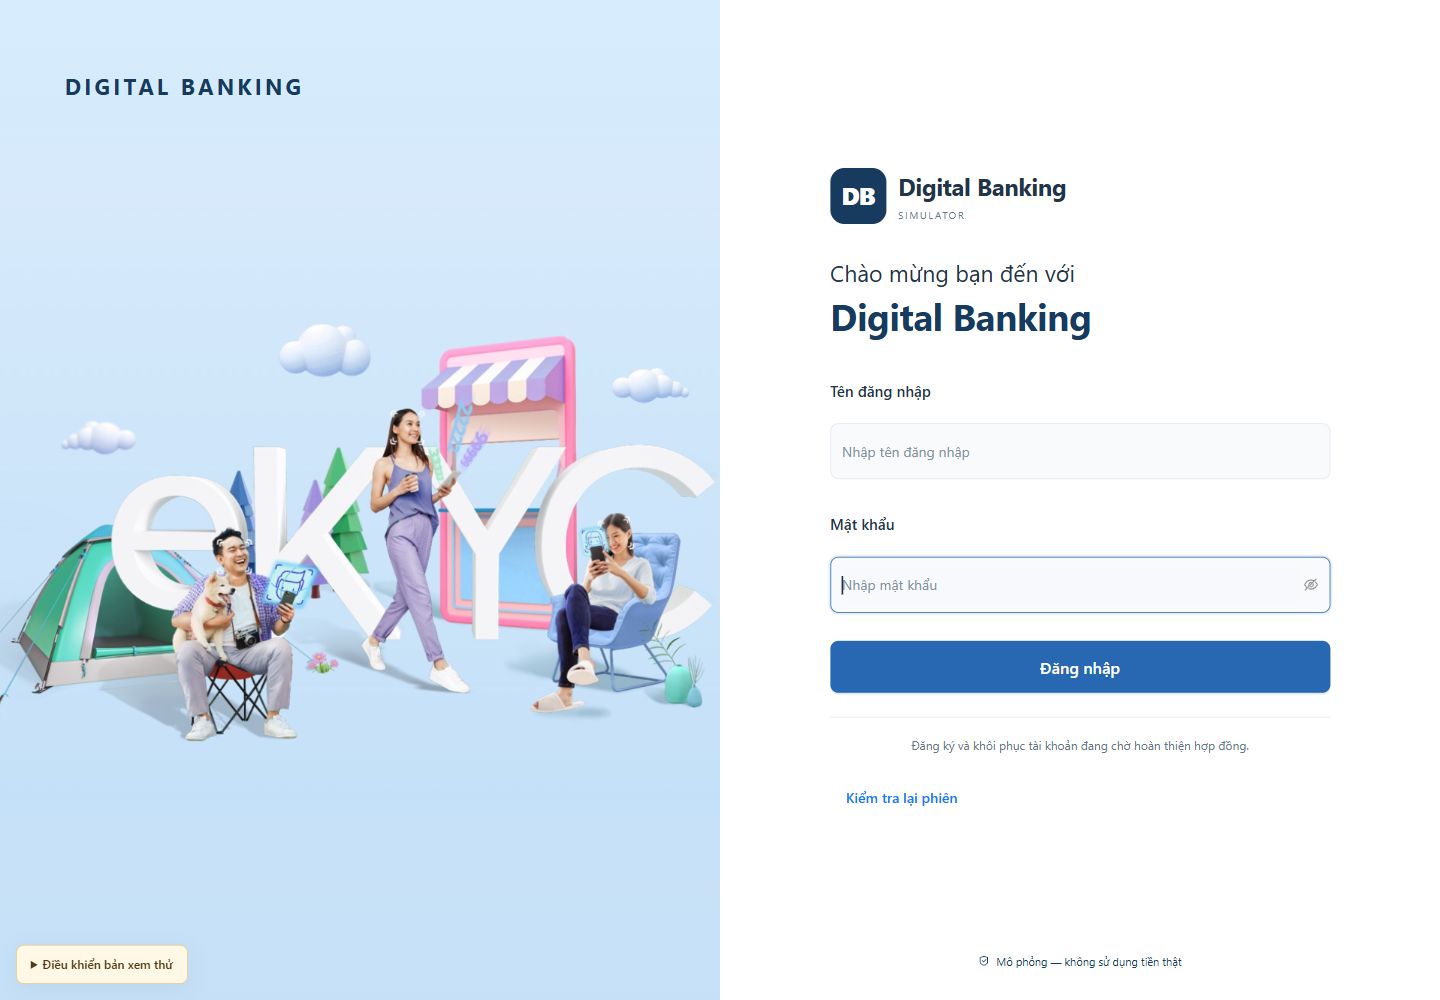 DIGITAL BANKING
eKYC
Điều khiển bản xem thử
DB
Digital Banking
SIMULATOR
Chào mừng bạn đến với
Digital Banking
Tên đăng nhập
Nhập tên đăng nhập
Mật khẩu
Nhập mật khẩu
Đăng nhập
Đăng ký và khôi phục tài khoản đang chờ hoàn thiện hợp đồng.
Kiểm tra lại phiên
Mô phỏng — không sử dụng tiền thật